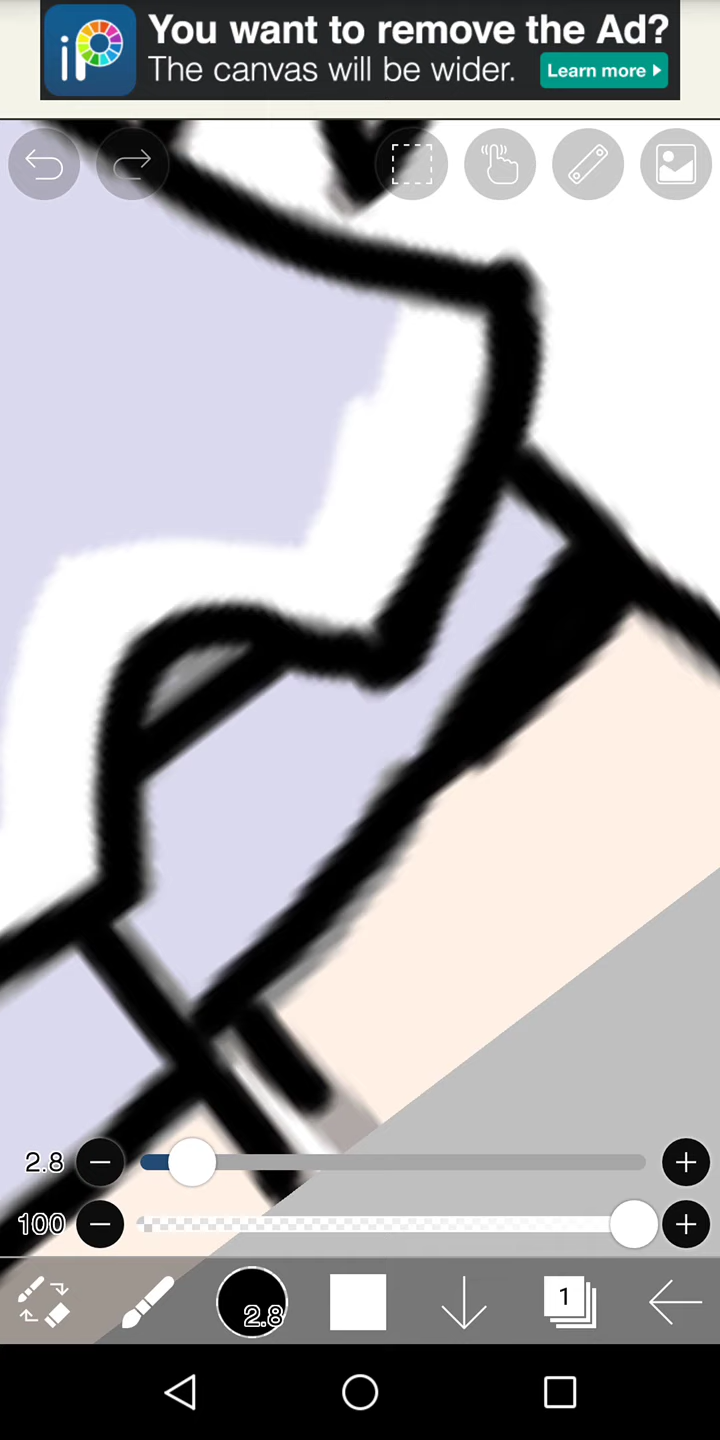 iP
You want to remove the Ad?
The canvas will be wider.
Learn more
2.8
100
2.8
1